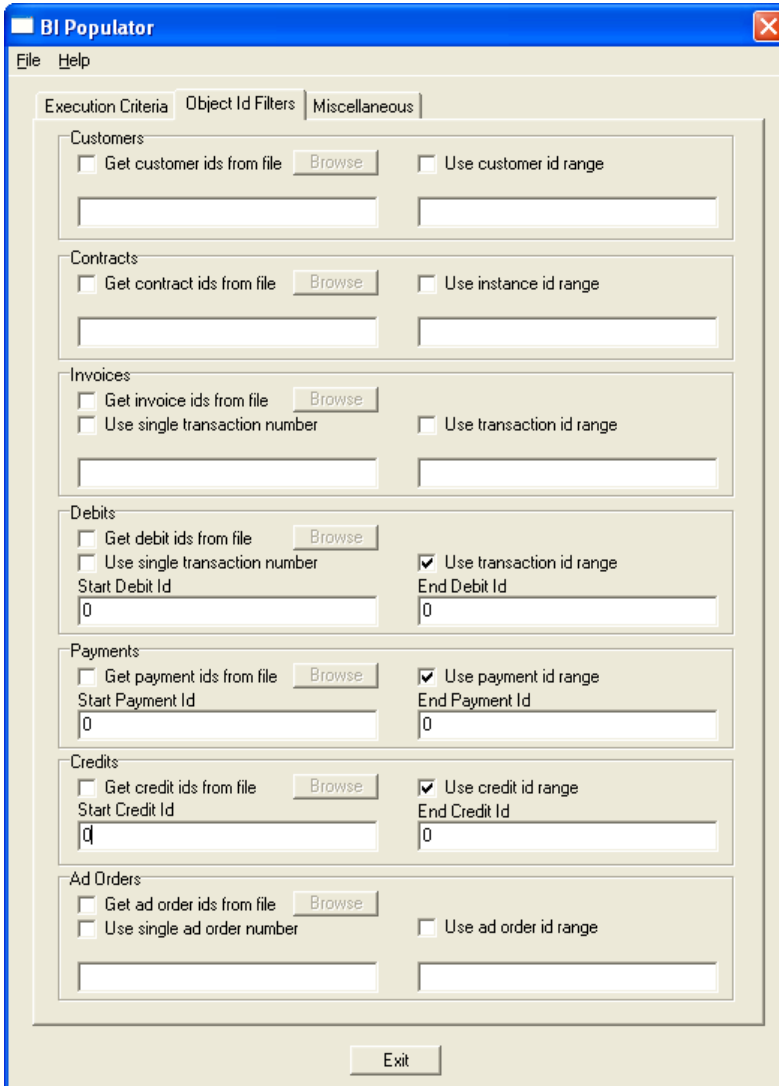 BI Populator
File Help
Execution Criteria Object Id Filters Miscellaneous
Customers
Get customer ids from file Browse Use customer id range
Contracts
Get contract ids from file Browse Use instance id range
Invoices
Get invoice ids from file Browse
Use single transaction number Use transaction id range
Debits
Get debit ids from file Browse
Use single transaction number Use transaction id range
Start Debit Id End Debit Id
0 0
Payments
Get payment ids from file Browse Use payment id range
Start Payment Id End Payment Id
0 0
Credits
Get credit ids from file Browse Use credit id range
Start Credit Id End Credit Id
0 0
Ad Orders
Get ad order ids from file Browse
Use single ad order number Use ad order id range
Exit